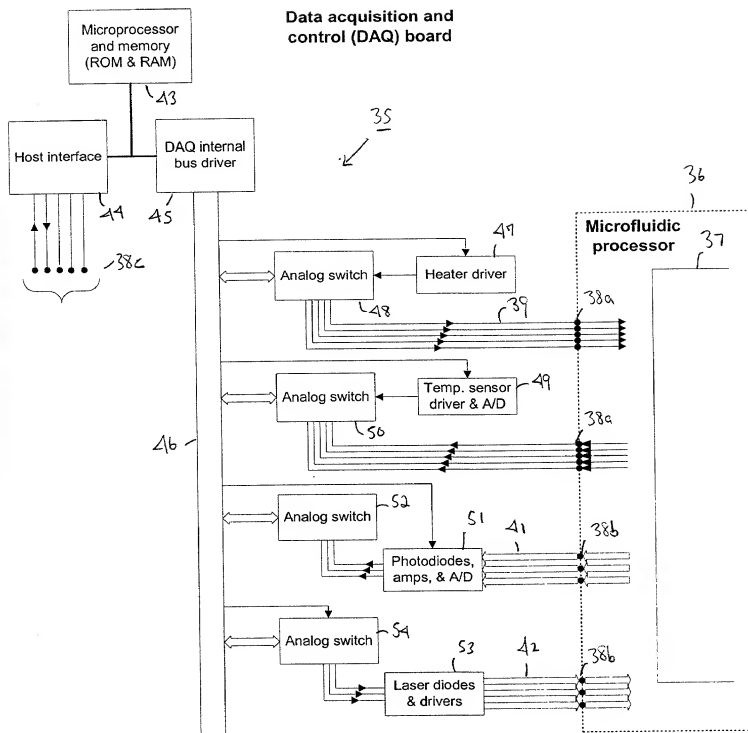 Data acquisition and
control (DAQ) board
Microprocessor
and memory
(ROM & RAM)
43
35
Host interface
44
DAQ internal
bus driver
45
38c
36
Microfluidic
processor
37
47
Heater driver
Analog switch
48
39
38a
Temp. sensor
driver & A/D
49
Analog switch
50
38a
46
52
Analog switch
51
Photodiodes,
amps, & A/D
41
38b
Analog switch
54
53
Laser diodes
& drivers
42
38b